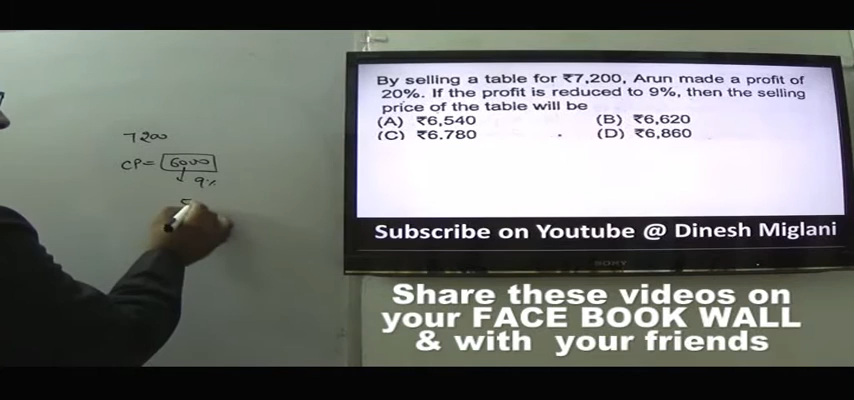 7200
CP = 6000
9%
By selling a table for ₹7,200, Arun made a profit of
20%. If the profit is reduced to 9%, then the selling
price of the table will be
(A) ₹6,540 (B) ₹6,620
(C) ₹6.780 (D) ₹6,860
Subscribe on Youtube @ Dinesh Miglani
SONY
Share these videos on
your FACE BOOK WALL
& with your friends